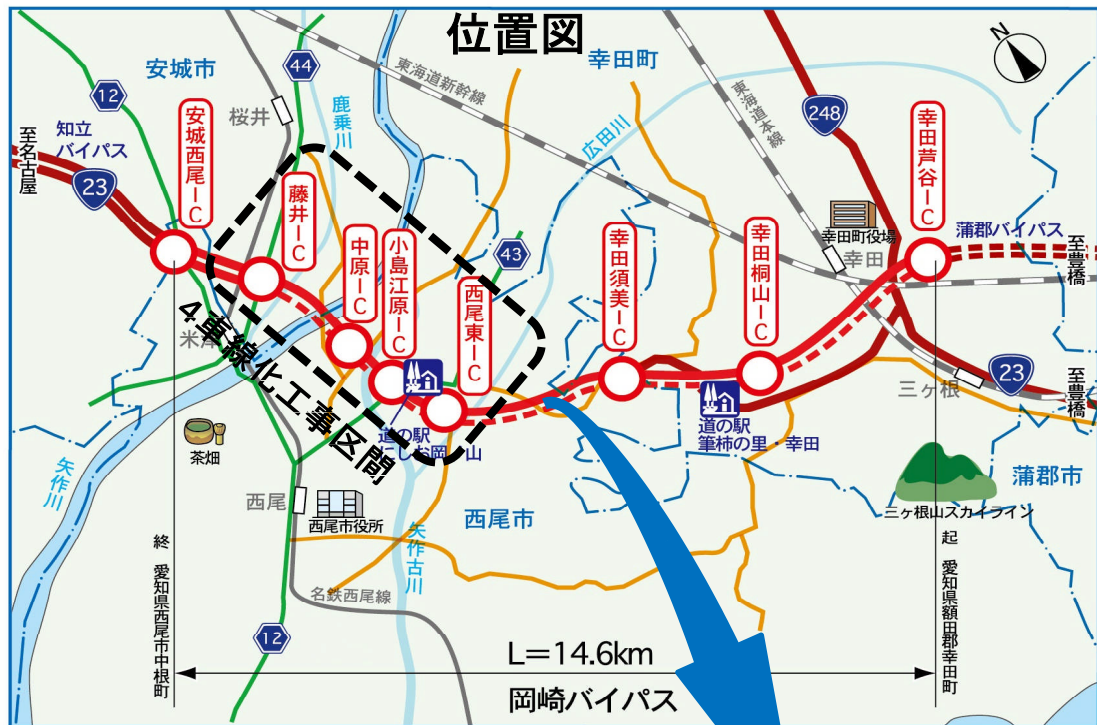 位置図
N
安城市
幸田町
44
12
248
桜井
鹿乗川
東海道新幹線
東海道本線
広田川
知立
バイパス
至名古屋
23
安城西尾IC
藤井IC
中原IC
小島江原IC
西尾東IC
43
幸田須美IC
幸田桐山IC
幸田芦谷IC
幸田町役場
幸田
蒲郡バイパス
至豊橋
米津
4車線化工事区間
道の駅
にしお岡ノ山
道の駅
筆柿の里・幸田
三ヶ根
23
至豊橋
茶畑
矢作川
西尾
西尾市役所
西尾市
矢作古川
三ヶ根山スカイライン
蒲郡市
名鉄西尾線
12
終 愛知県西尾市中根町
起 愛知県額田郡幸田町
L=14.6km
岡崎バイパス